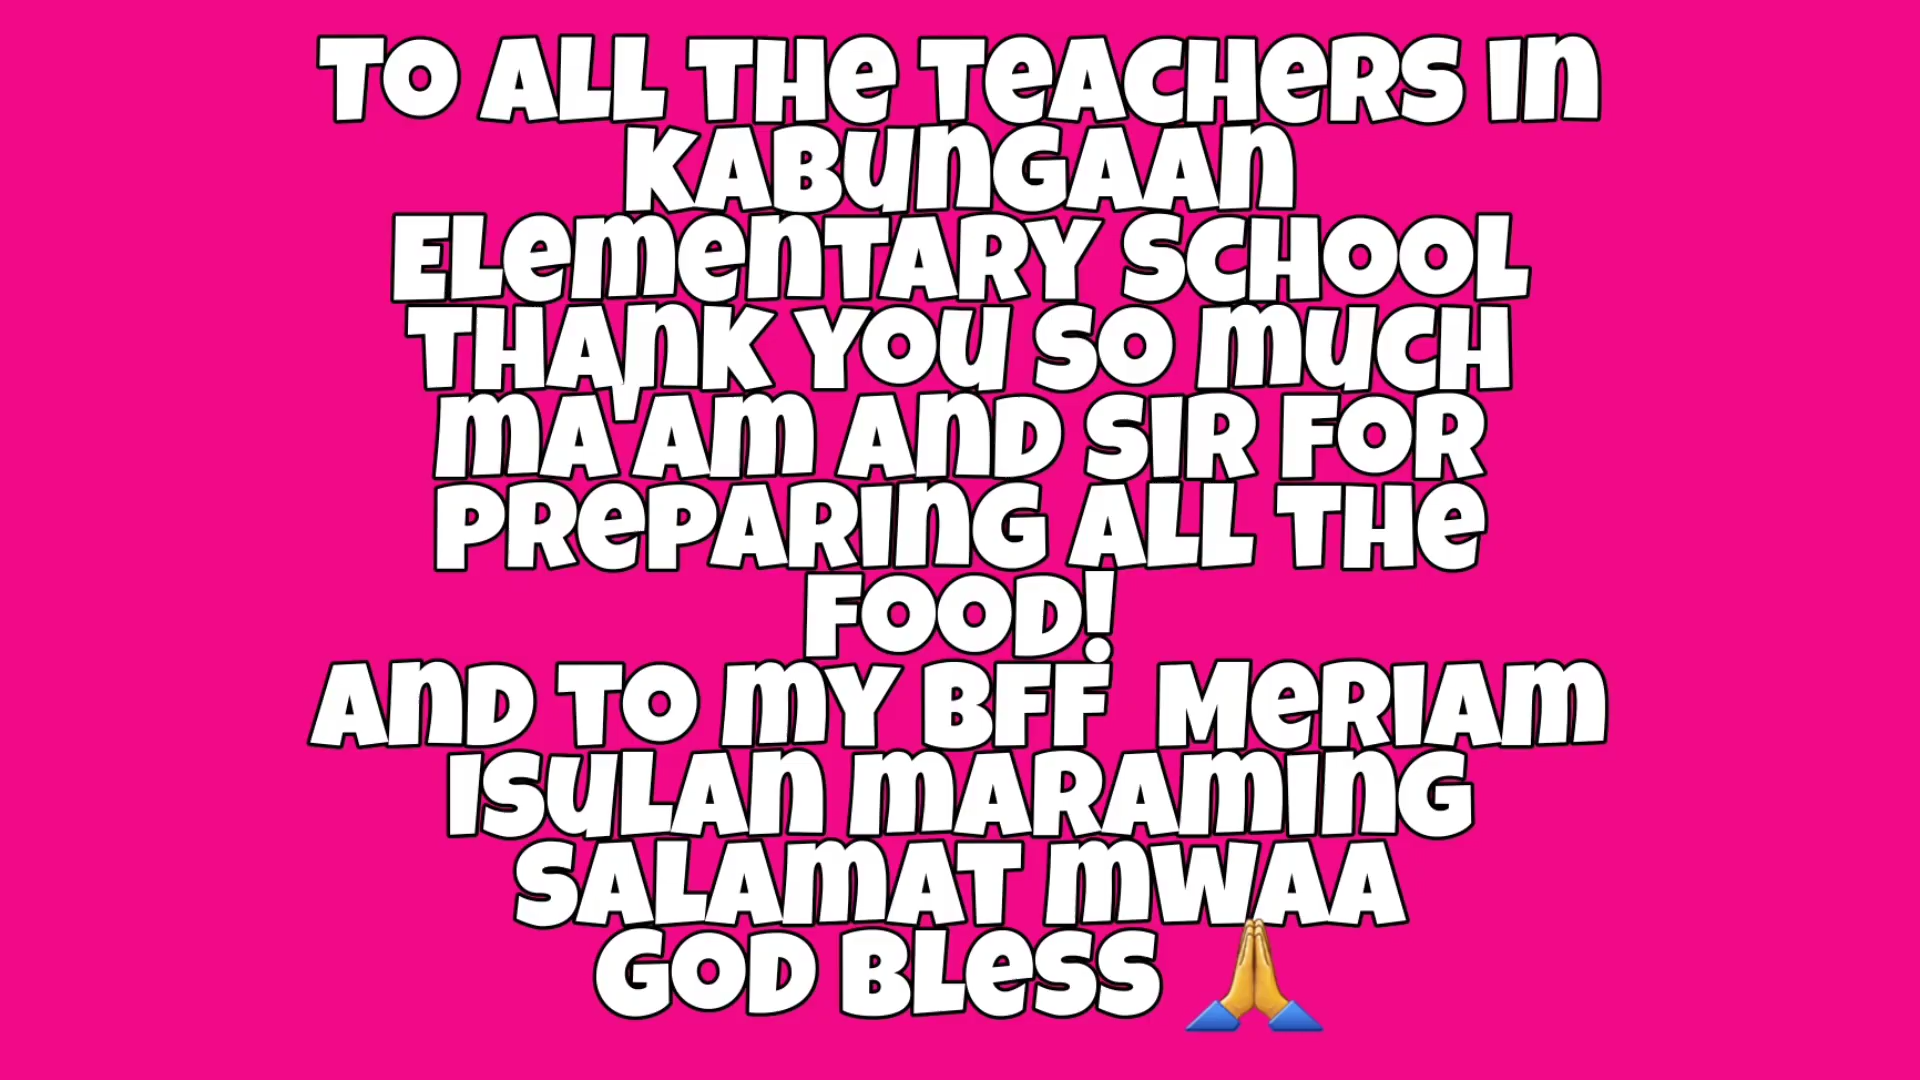 To all the teachers in
Kabungaan
Elementary School
thank you so much
ma'am and sir for
preparing all the
food!
and to my bff Meriam
Isulan maraming
salamat mwaa
God bless 🙏